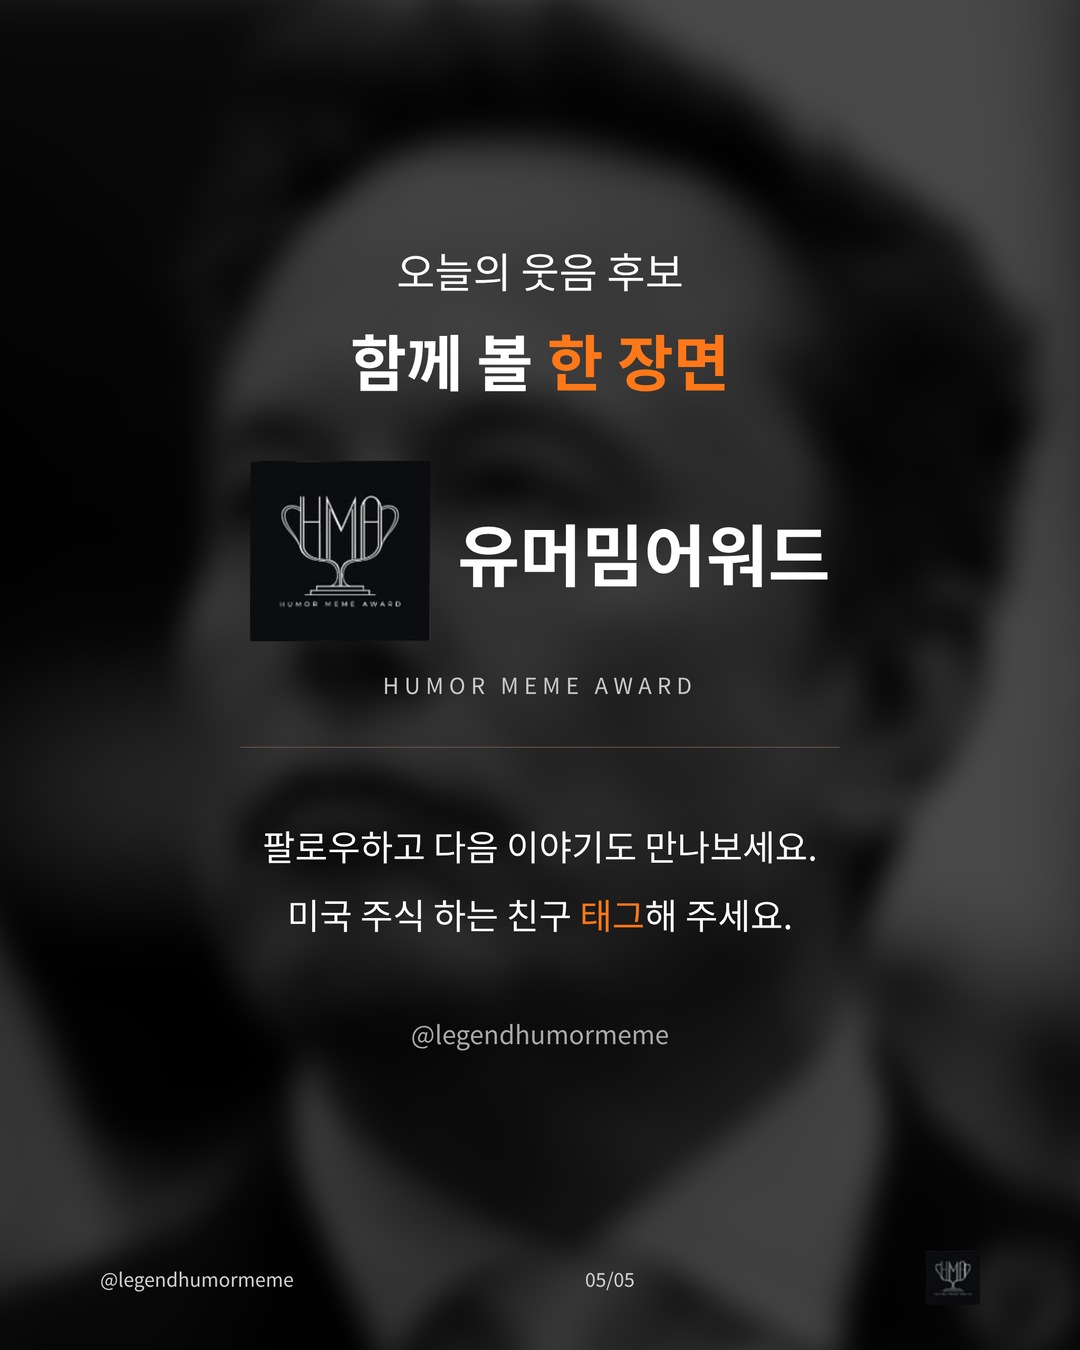 오늘의 웃음 후보
함께 볼 한 장면
HMA
HUMOR MEME AWARD
유머밈어워드
HUMOR MEME AWARD
팔로우하고 다음 이야기도 만나보세요.
미국 주식 하는 친구 태그해 주세요.
@legendhumormeme
@legendhumormeme
05/05
HMA